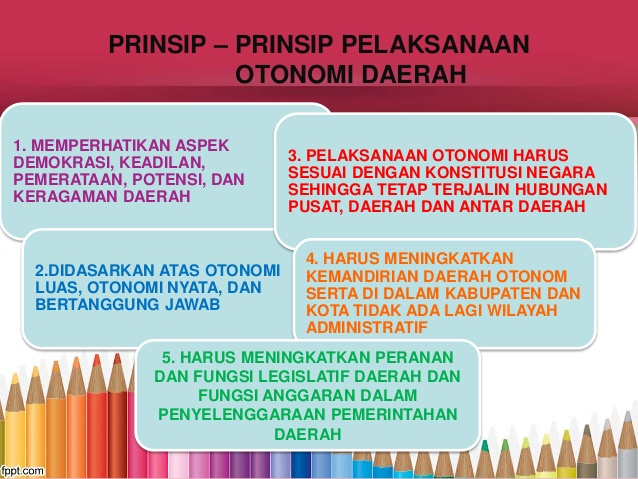 PRINSIP – PRINSIP PELAKSANAAN
OTONOMI DAERAH
1. MEMPERHATIKAN ASPEK
DEMOKRASI, KEADILAN,
PEMERATAAN, POTENSI, DAN
KERAGAMAN DAERAH
2.DIDASARKAN ATAS OTONOMI
LUAS, OTONOMI NYATA, DAN
BERTANGGUNG JAWAB
3. PELAKSANAAN OTONOMI HARUS
SESUAI DENGAN KONSTITUSI NEGARA
SEHINGGA TETAP TERJALIN HUBUNGAN
PUSAT, DAERAH DAN ANTAR DAERAH
4. HARUS MENINGKATKAN
KEMANDIRIAN DAERAH OTONOM
SERTA DI DALAM KABUPATEN DAN
KOTA TIDAK ADA LAGI WILAYAH
ADMINISTRATIF
5. HARUS MENINGKATKAN PERANAN
DAN FUNGSI LEGISLATIF DAERAH DAN
FUNGSI ANGGARAN DALAM
PENYELENGGARAAN PEMERINTAHAN
DAERAH
fppt.com